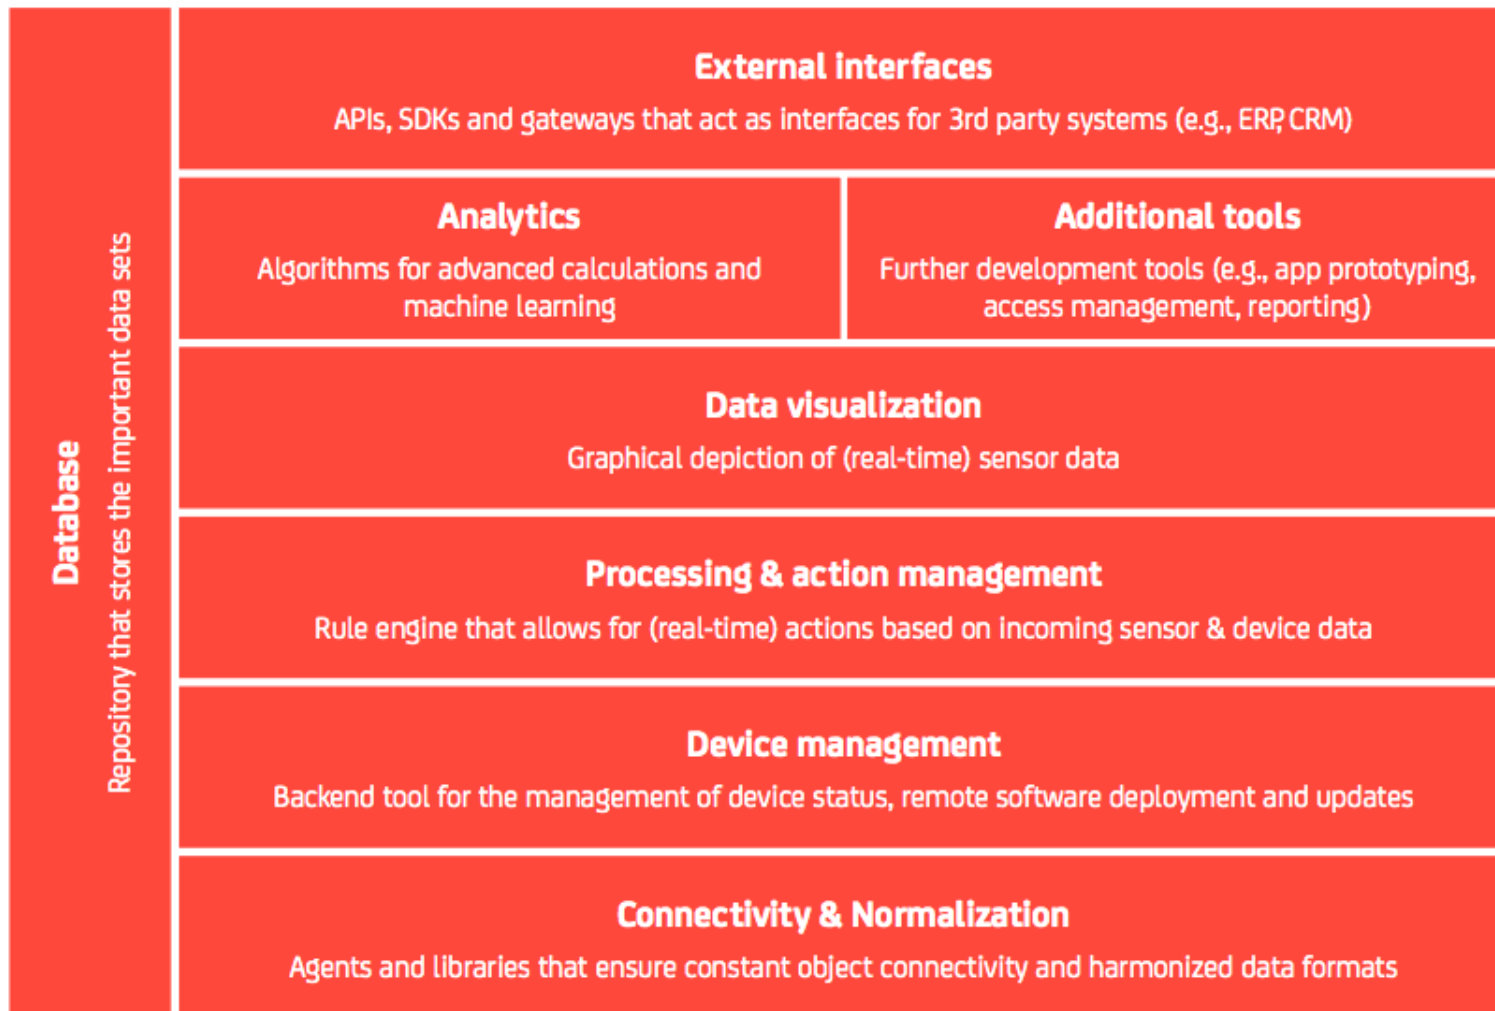 Database
Repository that stores the important data sets
External interfaces
APIs, SDKs and gateways that act as interfaces for 3rd party systems (e.g., ERP, CRM)
Analytics
Algorithms for advanced calculations and
machine learning
Additional tools
Further development tools (e.g., app prototyping,
access management, reporting)
Data visualization
Graphical depiction of (real-time) sensor data
Processing & action management
Rule engine that allows for (real-time) actions based on incoming sensor & device data
Device management
Backend tool for the management of device status, remote software deployment and updates
Connectivity & Normalization
Agents and libraries that ensure constant object connectivity and harmonized data formats